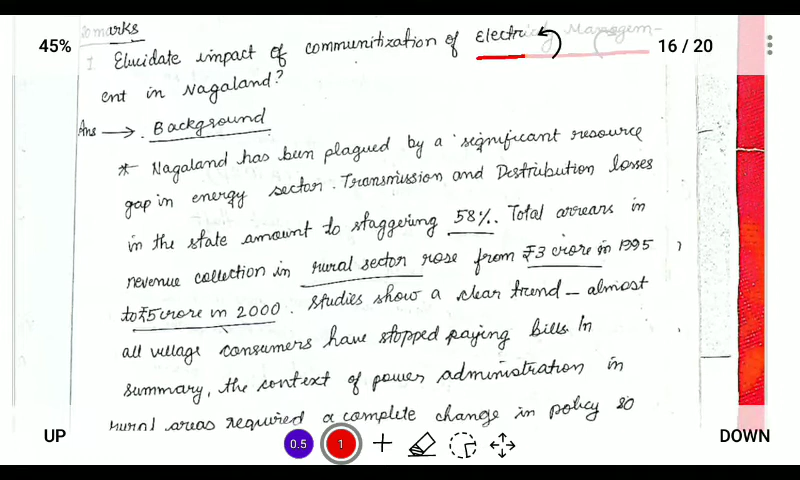 45%
16 / 20
marks
1 Elucidate impact of communitization of Electricity Managem-
ent in Nagaland?
Ans → . Background
* Nagaland has been plagued by a significant resource
gap in energy sector. Transmission and Distribution losses
in the state amount to staggering 58%. Total arrears in
revenue collection in rural sector rose from ₹3 crore in 1995
to ₹5 crore in 2000. Studies show a clear trend - almost
all village consumers have stopped paying bills. In
summary, the context of power administration in
rural areas required a complete change in policy so
UP
0.5
1
DOWN